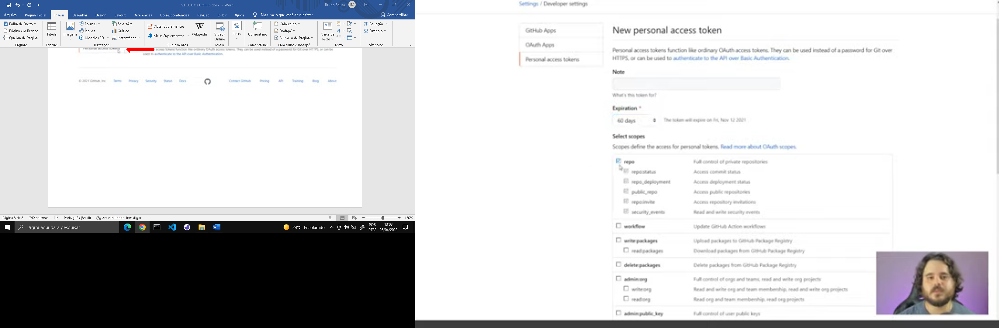 S.F.D. Git e GitHub.docx - Word
Bruno Souza
BS
Arquivo
Página Inicial
Inserir
Desenhar
Design
Layout
Referências
Correspondências
Revisão
Exibir
Ajuda
Diga-me o que você deseja fazer
Compartilhar
Folha de Rosto
Página em Branco
Quebra de Página
Páginas
Tabela
Tabelas
Imagens
Formas
Ícones
Modelos 3D
SmartArt
Gráfico
Instantâneo
Ilustrações
Obter Suplementos
Meus Suplementos
W
Wikipedia
Suplementos
Vídeos
Online
Mídia
Links
Comentário
Comentários
Cabeçalho
Rodapé
Número de Página
Cabeçalho e Rodapé
Caixa de
Texto
Texto
π Equação
Ω Símbolo
Símbolos
Personal access tokens
access tokens function like ordinary OAuth access tokens. They can be used instead of a password for Git over HTTPS, or can be
used to authenticate to the API over Basic Authentication.
© 2021 GitHub, Inc.
Terms
Privacy
Security
Status
Docs
Contact GitHub
Pricing
API
Training
Blog
About
Página 8 de 8
740 palavras
Português (Brasil)
Acessibilidade: investigar
130%
Digite aqui para pesquisar
24°C Ensolarado
POR
PTB2
13:08
26/04/2022
Settings / Developer settings
GitHub Apps
OAuth Apps
Personal access tokens
New personal access token
Personal access tokens function like ordinary OAuth access tokens. They can be used instead of a password for Git over
HTTPS, or can be used to authenticate to the API over Basic Authentication.
Note
What's this token for?
Expiration *
60 days
The token will expire on Fri, Nov 12 2021
Select scopes
Scopes define the access for personal tokens. Read more about OAuth scopes.
repo Full control of private repositories
repo:status Access commit status
repo_deployment Access deployment status
public_repo Access public repositories
repo:invite Access repository invitations
security_events Read and write security events
workflow Update GitHub Action workflows
write:packages Upload packages to GitHub Package Registry
read:packages Download packages from GitHub Package Registry
delete:packages Delete packages from GitHub Package Registry
admin:org Full control of orgs and teams, read and write org projects
write:org Read and write org and team membership, read and write org projects
read:org Read org and team membership, read org projects
admin:public_key Full control of user public keys